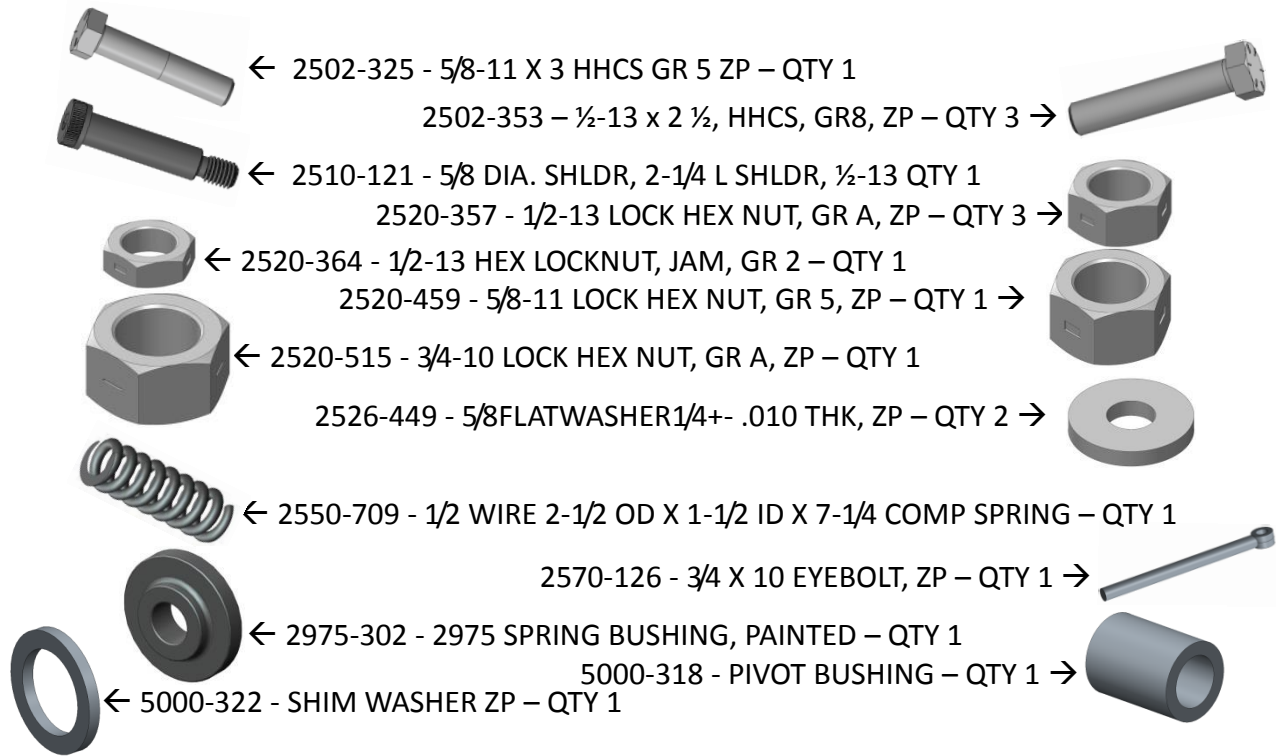 ← 2502-325 - 5/8-11 X 3 HHCS GR 5 ZP – QTY 1
2502-353 – ½-13 x 2 ½, HHCS, GR8, ZP – QTY 3 →
← 2510-121 - 5/8 DIA. SHLDR, 2-1/4 L SHLDR, ½-13 QTY 1
2520-357 - 1/2-13 LOCK HEX NUT, GR A, ZP – QTY 3 →
← 2520-364 - 1/2-13 HEX LOCKNUT, JAM, GR 2 – QTY 1
2520-459 - 5/8-11 LOCK HEX NUT, GR 5, ZP – QTY 1 →
← 2520-515 - 3/4-10 LOCK HEX NUT, GR A, ZP – QTY 1
2526-449 - 5/8FLATWASHER1/4+- .010 THK, ZP – QTY 2 →
← 2550-709 - 1/2 WIRE 2-1/2 OD X 1-1/2 ID X 7-1/4 COMP SPRING – QTY 1
2570-126 - 3/4 X 10 EYEBOLT, ZP – QTY 1 →
← 2975-302 - 2975 SPRING BUSHING, PAINTED – QTY 1
5000-318 - PIVOT BUSHING – QTY 1 →
← 5000-322 - SHIM WASHER ZP – QTY 1